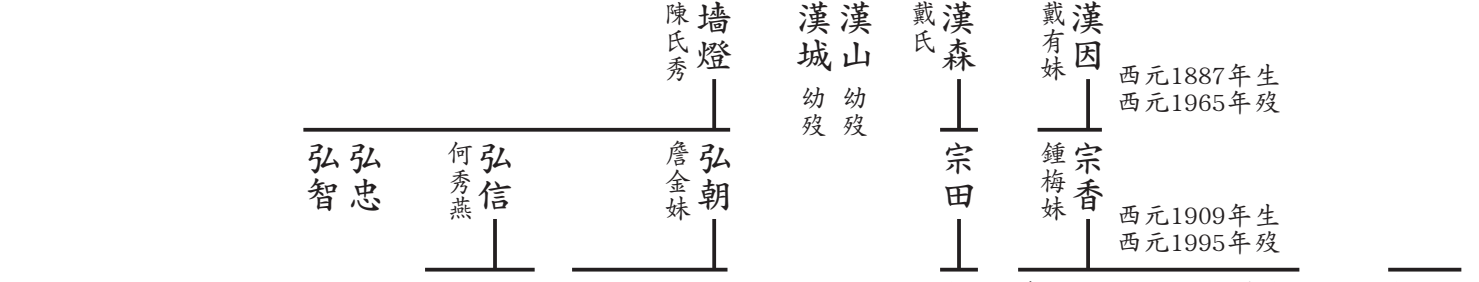 漢因
戴有妹
西元1887年生
西元1965年歿
漢森
戴氏
漢山 幼歿
漢城 幼歿
墻燈
陳氏秀
宗香
鍾梅妹
西元1909年生
西元1995年歿
宗田
弘朝
詹金妹
弘信
何秀燕
弘忠
弘智